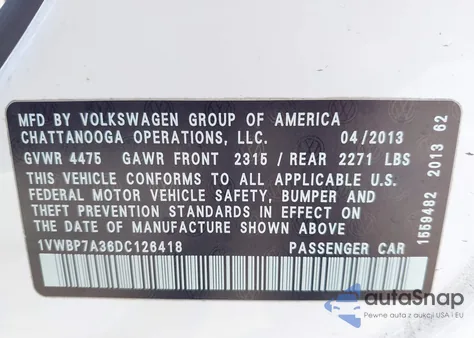 MFD BY VOLKSWAGEN GROUP OF AMERICA
CHATTANOOGA OPERATIONS, LLC. 04/2013
GVWR 4475 GAWR FRONT 2315 / REAR 2271 LBS
THIS VEHICLE CONFORMS TO ALL APPLICABLE
FEDERAL MOTOR VEHICLE SAFETY, BUMPER AND
THEFT PREVENTION STANDARDS IN EFFECT ON
THE DATE OF MANUFACTURE SHOWN ABOVE
1VWBP7A36DC126418 PASSENGER CAR
1559482 2013 62
autaSnap
Pewne auta z aukcji USA i EU